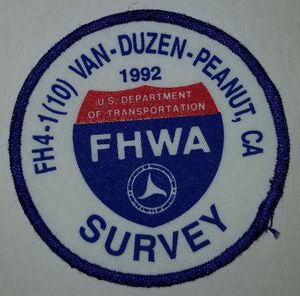 FH4-1(10) VAN-DUZEN-PEANUT, CA
1992
U.S. DEPARTMENT
OF TRANSPORTATION
FHWA
SURVEY